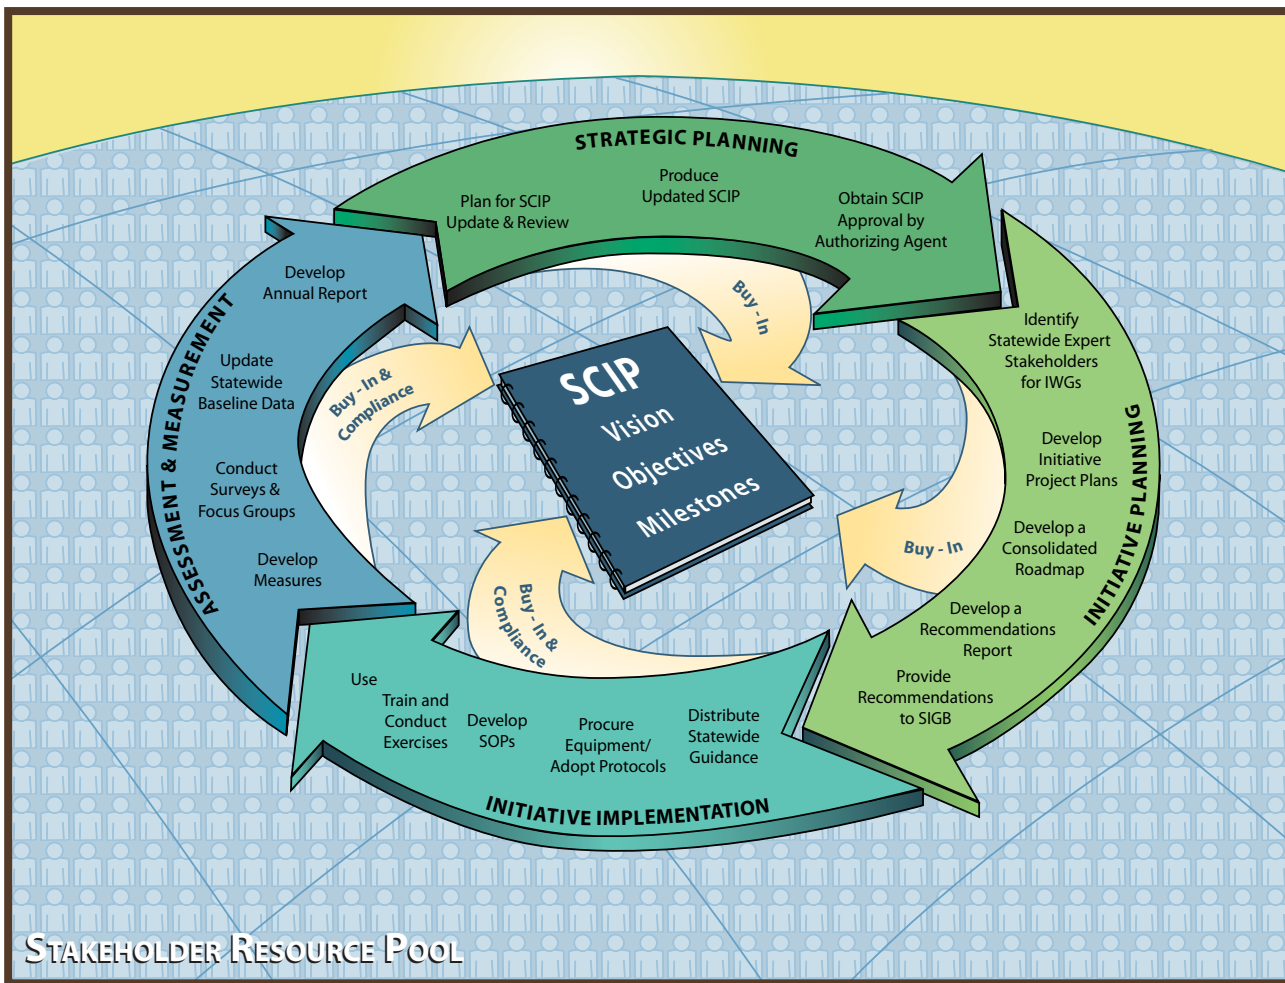 STRATEGIC PLANNING
Plan for SCIP
Update & Review
Produce
Updated SCIP
Obtain SCIP
Approval by
Authorizing Agent
Buy - In
INITIATIVE PLANNING
Identify
Statewide Expert
Stakeholders
for IWGs
Develop
Initiative
Project Plans
Develop a
Consolidated
Roadmap
Develop a
Recommendations
Report
Provide
Recommendations
to SIGB
Buy - In
INITIATIVE IMPLEMENTATION
Distribute
Statewide
Guidance
Procure
Equipment/
Adopt Protocols
Develop
SOPs
Train and
Conduct
Exercises
Use
Buy - In &
Compliance
ASSESSMENT & MEASUREMENT
Develop
Measures
Conduct
Surveys &
Focus Groups
Update
Statewide
Baseline Data
Develop
Annual Report
Buy - In &
Compliance
SCIP
Vision
Objectives
Milestones
STAKEHOLDER RESOURCE POOL